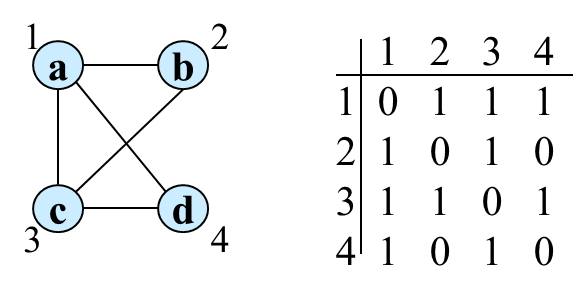 1 2
a b
c d
3 4
1 2 3 4
1 0 1 1 1
2 1 0 1 0
3 1 1 0 1
4 1 0 1 0